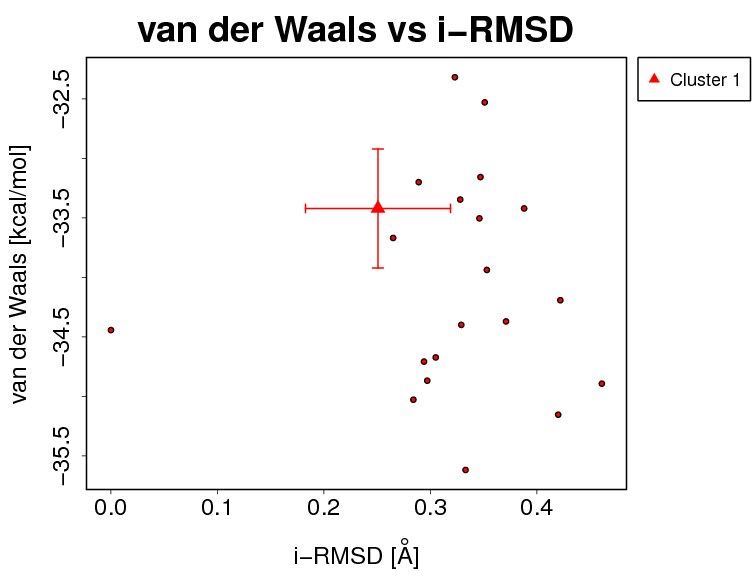 van der Waals vs i−RMSD
Cluster 1
van der Waals [kcal/mol]
−32.5
−33.5
−34.5
−35.5
0.0 0.1 0.2 0.3 0.4
i−RMSD [Å]